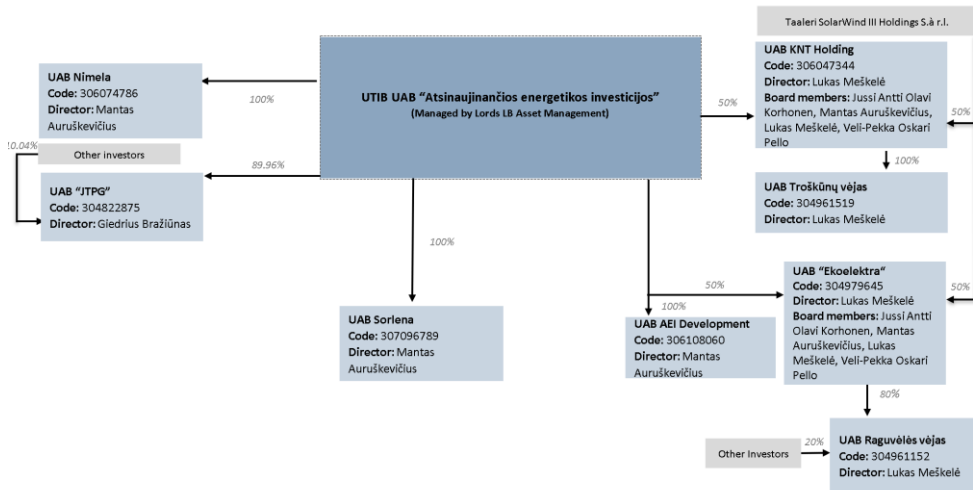 Taaleri SolarWind III Holdings S.à r.l.
UTIB UAB “Atsinaujinančios energetikos investicijos”
(Managed by Lords LB Asset Management)
UAB Nimela
Code: 306074786
Director: Mantas
Auruškevičius
100%
10.04%
Other investors
89.96%
UAB “JTPG”
Code: 304822875
Director: Giedrius Bražiūnas
100%
UAB Sorlena
Code: 307096789
Director: Mantas
Auruškevičius
50%
100%
UAB AEI Development
Code: 306108060
Director: Mantas
Auruškevičius
50%
UAB KNT Holding
Code: 306047344
Director: Lukas Meškelė
Board members: Jussi Antti Olavi
Korhonen, Mantas Auruškevičius,
Lukas Meškelė, Veli-Pekka Oskari
Pello
50%
100%
UAB Troškūnų vėjas
Code: 304961519
Director: Lukas Meškelė
UAB “Ekoelektra“
Code: 304979645
Director: Lukas Meškelė
Board members: Jussi Antti
Olavi Korhonen, Mantas
Auruškevičius, Lukas
Meškelė, Veli-Pekka Oskari
Pello
50%
80%
Other Investors
20%
UAB Raguvėlės vėjas
Code: 304961152
Director: Lukas Meškelė